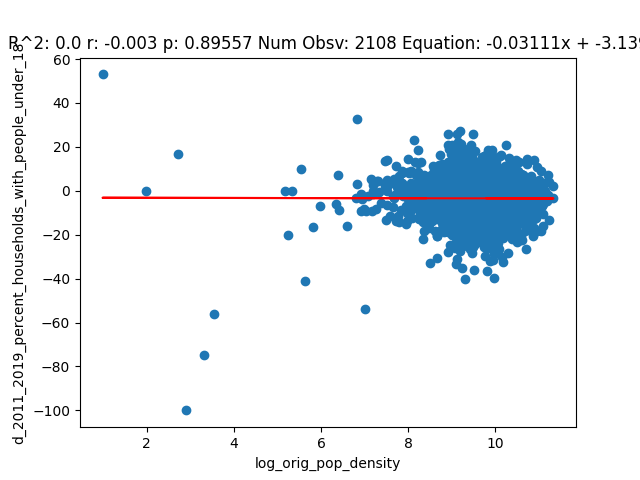 R^2: 0.0 r: -0.003 p: 0.89557 Num Obsv: 2108 Equation: -0.03111x + -3.139
d_2011_2019_percent_households_with_people_under_18
60
40
20
0
−20
−40
−60
−80
−100
2 4 6 8 10
log_orig_pop_density